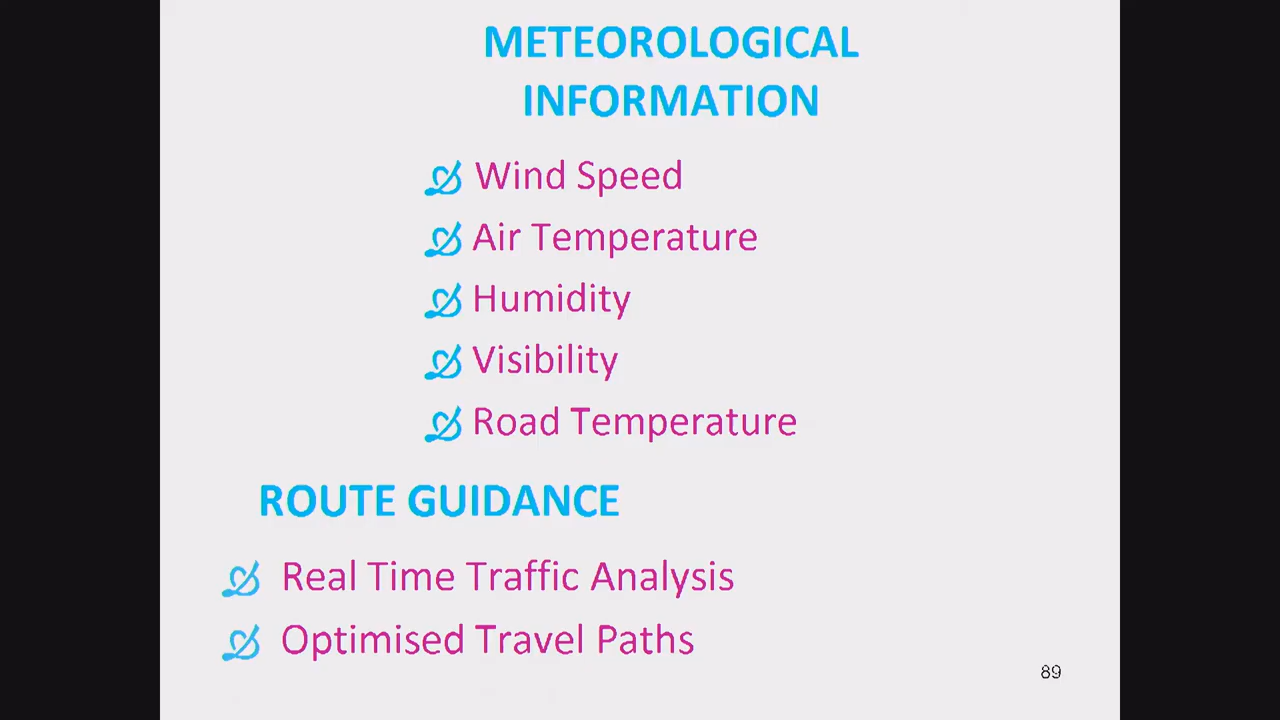 METEOROLOGICAL
INFORMATION
Wind Speed
Air Temperature
Humidity
Visibility
Road Temperature
ROUTE GUIDANCE
Real Time Traffic Analysis
Optimised Travel Paths
89